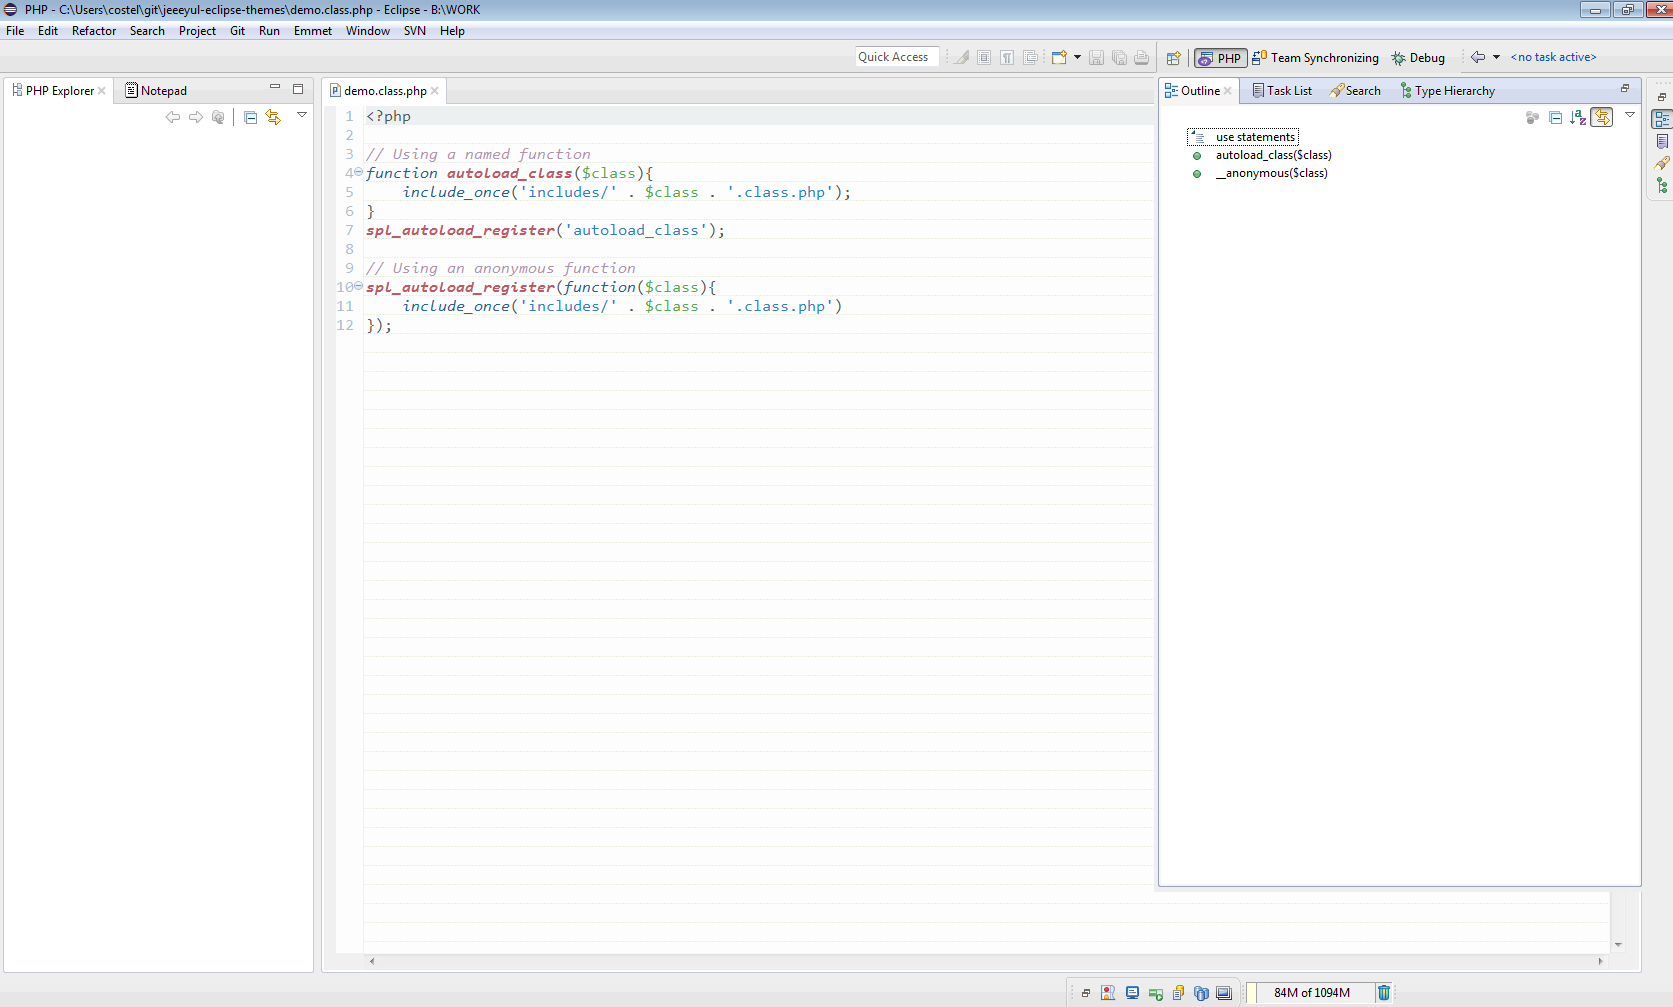 PHP - C:\Users\costel\git\jeeeyul-eclipse-themes\demo.class.php - Eclipse - B:\WORK
File Edit Refactor Search Project Git Run Emmet Window SVN Help
Quick Access PHP Team Synchronizing Debug <no task active>
PHP Explorer Notepad
demo.class.php
1 <?php
2
3 // Using a named function
4 function autoload_class($class){
5 include_once('includes/' . $class . '.class.php');
6 }
7 spl_autoload_register('autoload_class');
8
9 // Using an anonymous function
10 spl_autoload_register(function($class){
11 include_once('includes/' . $class . '.class.php')
12 });
Outline Task List Search Type Hierarchy
use statements
autoload_class($class)
__anonymous($class)
84M of 1094M